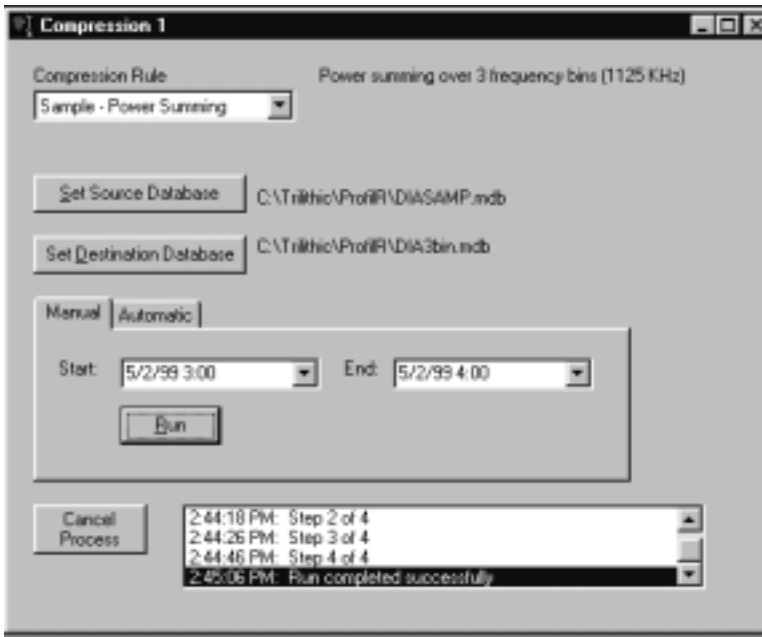 Compression 1
Compression Rule
Power summing over 3 frequency bins (1125 KHz)
Sample - Power Summing
Set Source Database
C:\Trilithic\ProfilR\DIASAMP.mdb
Set Destination Database
C:\Trilithic\ProfilR\DIA3bin.mdb
Manual
Automatic
Start:
5/2/99 3:00
End:
5/2/99 4:00
Run
Cancel
Process
2:44:18 PM: Step 2 of 4
2:44:26 PM: Step 3 of 4
2:44:46 PM: Step 4 of 4
2:45:06 PM: Run completed successfully